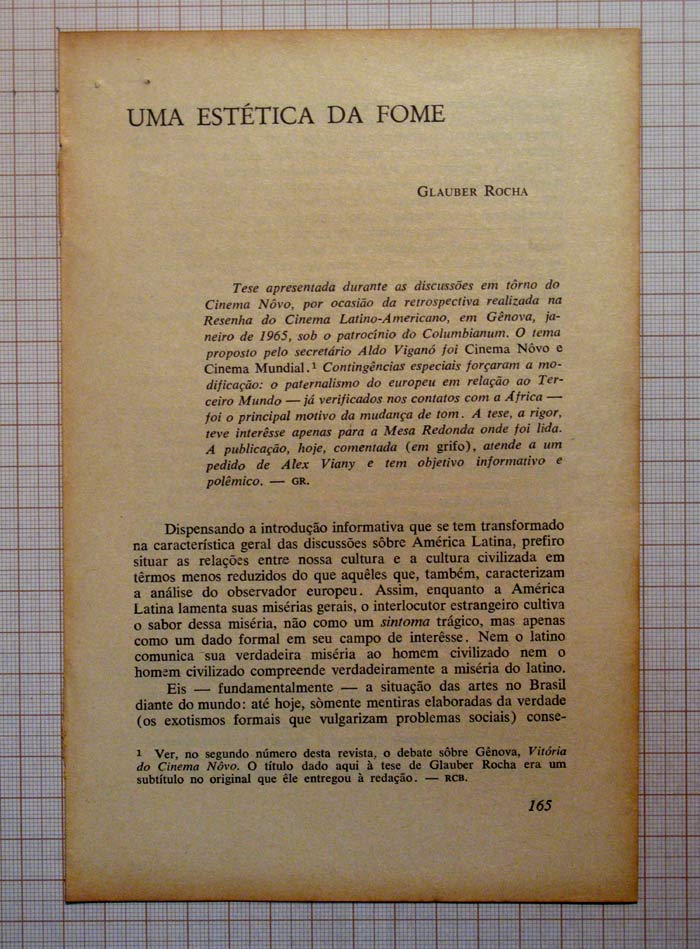 UMA ESTÉTICA DA FOME
GLAUBER ROCHA
Tese apresentada durante as discussões em tôrno do
Cinema Nôvo, por ocasião da retrospectiva realizada na
Resenha do Cinema Latino-Americano, em Gênova, ja-
neiro de 1965, sob o patrocínio do Columbianum. O tema
proposto pelo secretário Aldo Viganó foi Cinema Nôvo e
Cinema Mundial.¹ Contingências especiais forçaram a mo-
dificação: o paternalismo do europeu em relação ao Ter-
ceiro Mundo — já verificados nos contatos com a África —
foi o principal motivo da mudança de tom. A tese, a rigor,
teve interêsse apenas para a Mesa Redonda onde foi lida.
A publicação, hoje, comentada (em grifo), atende a um
pedido de Alex Viany e tem objetivo informativo e
polêmico. — GR.
Dispensando a introdução informativa que se tem transformado
na característica geral das discussões sôbre América Latina, prefiro
situar as relações entre nossa cultura e a cultura civilizada em
têrmos menos reduzidos do que aquêles que, também, caracterizam
a análise do observador europeu. Assim, enquanto a América
Latina lamenta suas misérias gerais, o interlocutor estrangeiro cultiva
o sabor dessa miséria, não como um sintoma trágico, mas apenas
como um dado formal em seu campo de interêsse. Nem o latino
comunica sua verdadeira miséria ao homem civilizado nem o
homem civilizado compreende verdadeiramente a miséria do latino.
Eis — fundamentalmente — a situação das artes no Brasil
diante do mundo: até hoje, sòmente mentiras elaboradas da verdade
(os exotismos formais que vulgarizam problemas sociais) conse-
¹ Ver, no segundo número desta revista, o debate sôbre Gênova, Vitória
do Cinema Nôvo. O título dado aqui à tese de Glauber Rocha era um
subtítulo no original que êle entregou à redação. — RCB.
165